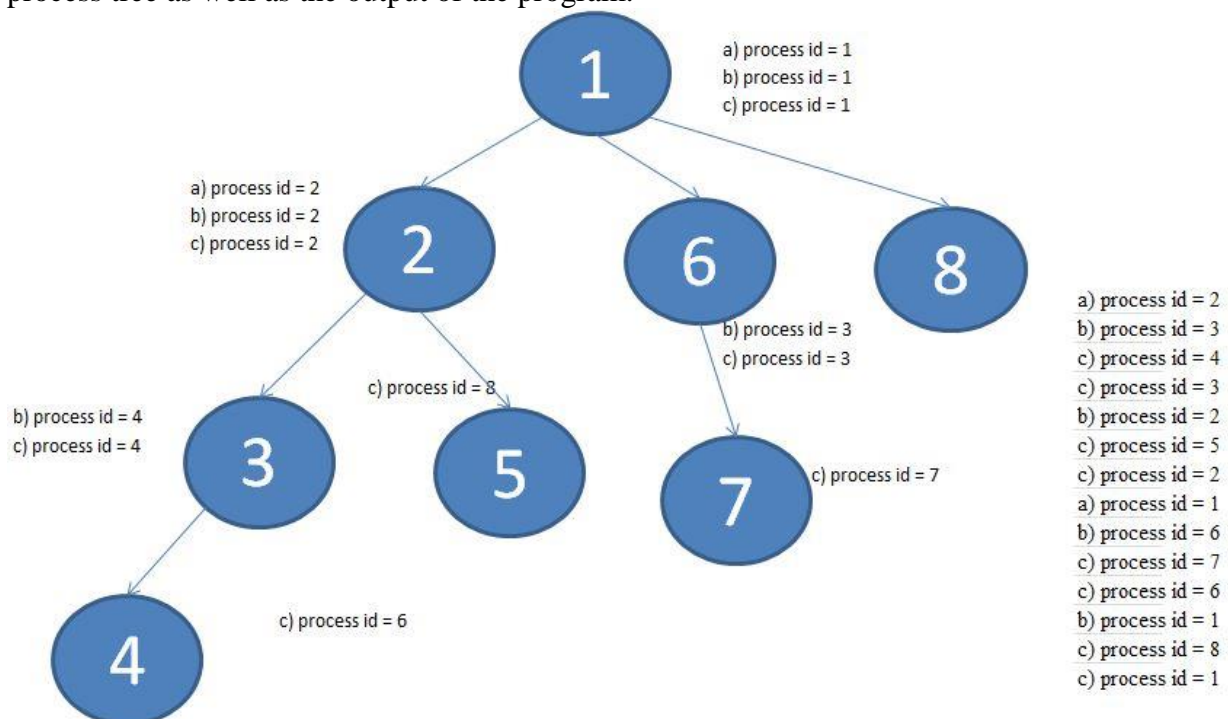 process tree as well as the output of the program.
1
a) process id = 1
b) process id = 1
c) process id = 1
a) process id = 2
b) process id = 2
c) process id = 2
2
6
8
b) process id = 3
c) process id = 3
c) process id = 8
b) process id = 4
c) process id = 4
3
5
7
c) process id = 7
4
c) process id = 6
a) process id = 2
b) process id = 3
c) process id = 4
c) process id = 3
b) process id = 2
c) process id = 5
c) process id = 2
a) process id = 1
b) process id = 6
c) process id = 7
c) process id = 6
b) process id = 1
c) process id = 8
c) process id = 1